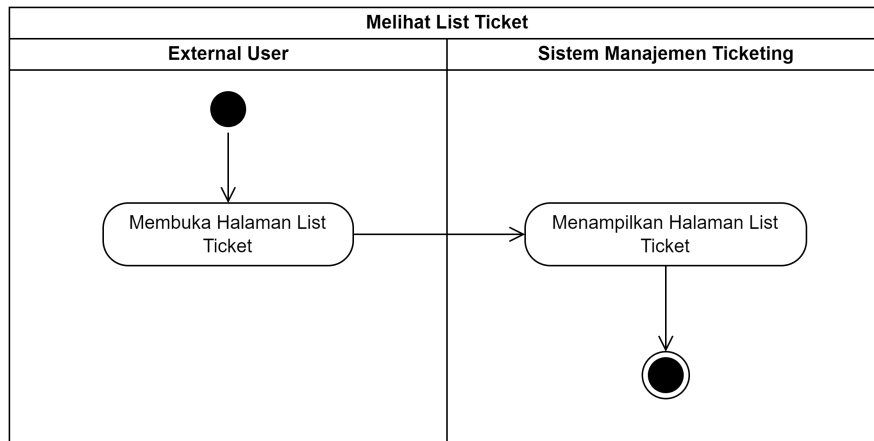 Melihat List Ticket
External User
Sistem Manajemen Ticketing
Membuka Halaman List
Ticket
Menampilkan Halaman List
Ticket